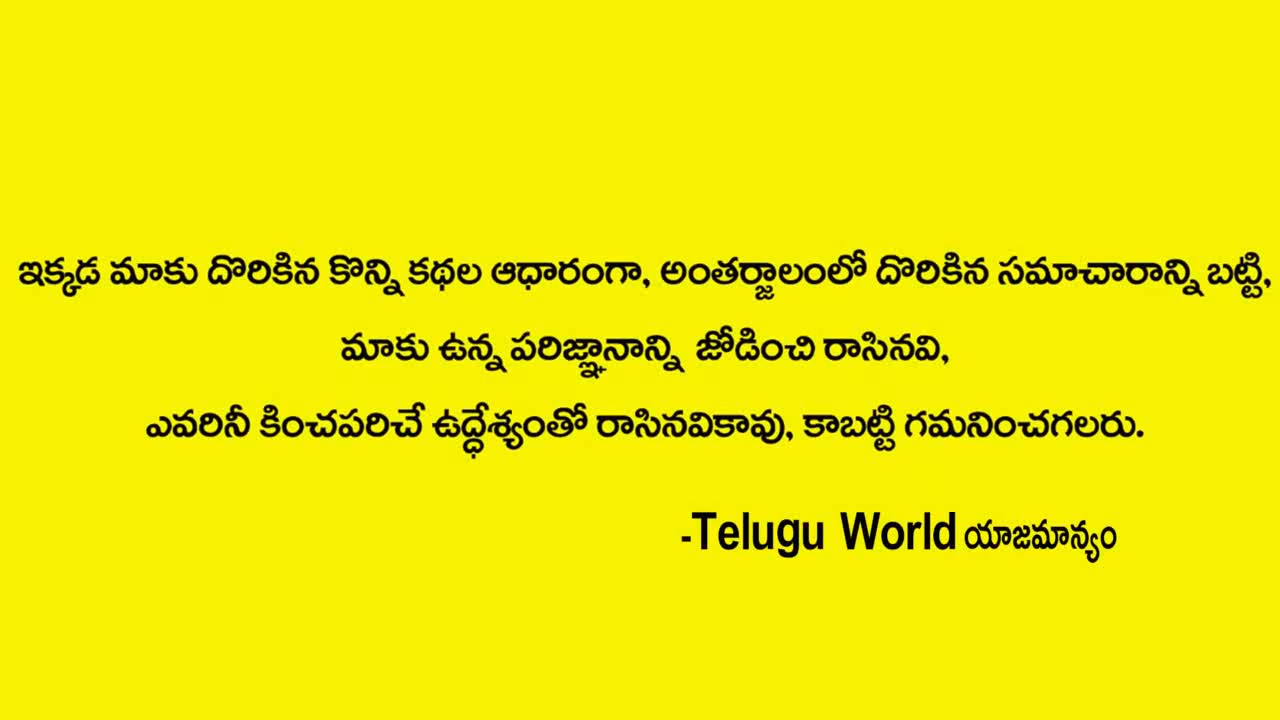 ఇక్కడ మాకు దొరికిన కొన్ని కథల ఆధారంగా, అంతర్జాలంలో దొరికిన సమాచారాన్ని బట్టి,
మాకు ఉన్న పరిజ్ఞానాన్ని జోడించి రాసినవి,
ఎవరినీ కించపరిచే ఉద్ధేశ్యంతో రాసినవికావు, కాబట్టి గమనించగలరు.
-Telugu World యాజమాన్యం